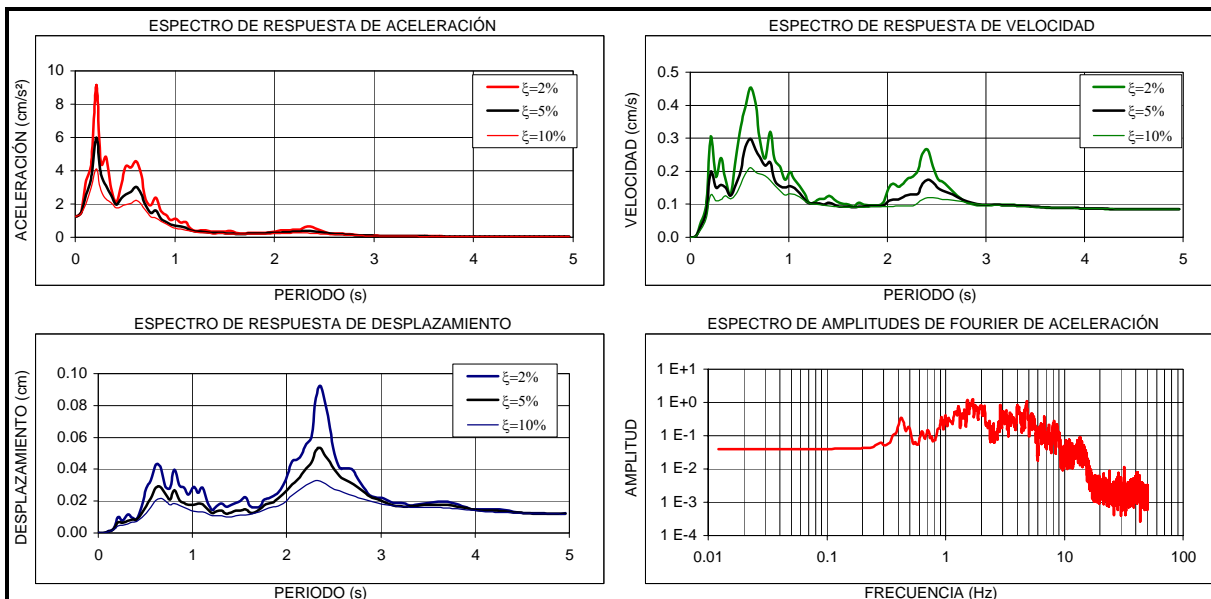 ESPECTRO DE RESPUESTA DE ACELERACIÓN
ACELERACIÓN (cm/s²)
10
8
6
4
2
0
ξ=2%
ξ=5%
ξ=10%
0 1 2 3 4 5
PERIODO (s)
ESPECTRO DE RESPUESTA DE VELOCIDAD
VELOCIDAD (cm/s)
0.5
0.4
0.3
0.2
0.1
0.0
ξ=2%
ξ=5%
ξ=10%
0 1 2 3 4 5
PERIODO (s)
ESPECTRO DE RESPUESTA DE DESPLAZAMIENTO
DESPLAZAMIENTO (cm)
0.10
0.08
0.06
0.04
0.02
0.00
ξ=2%
ξ=5%
ξ=10%
0 1 2 3 4 5
PERIODO (s)
ESPECTRO DE AMPLITUDES DE FOURIER DE ACELERACIÓN
AMPLITUD
1 E+1
1 E+0
1 E-1
1 E-2
1 E-3
1 E-4
0.01 0.1 1 10 100
FRECUENCIA (Hz)